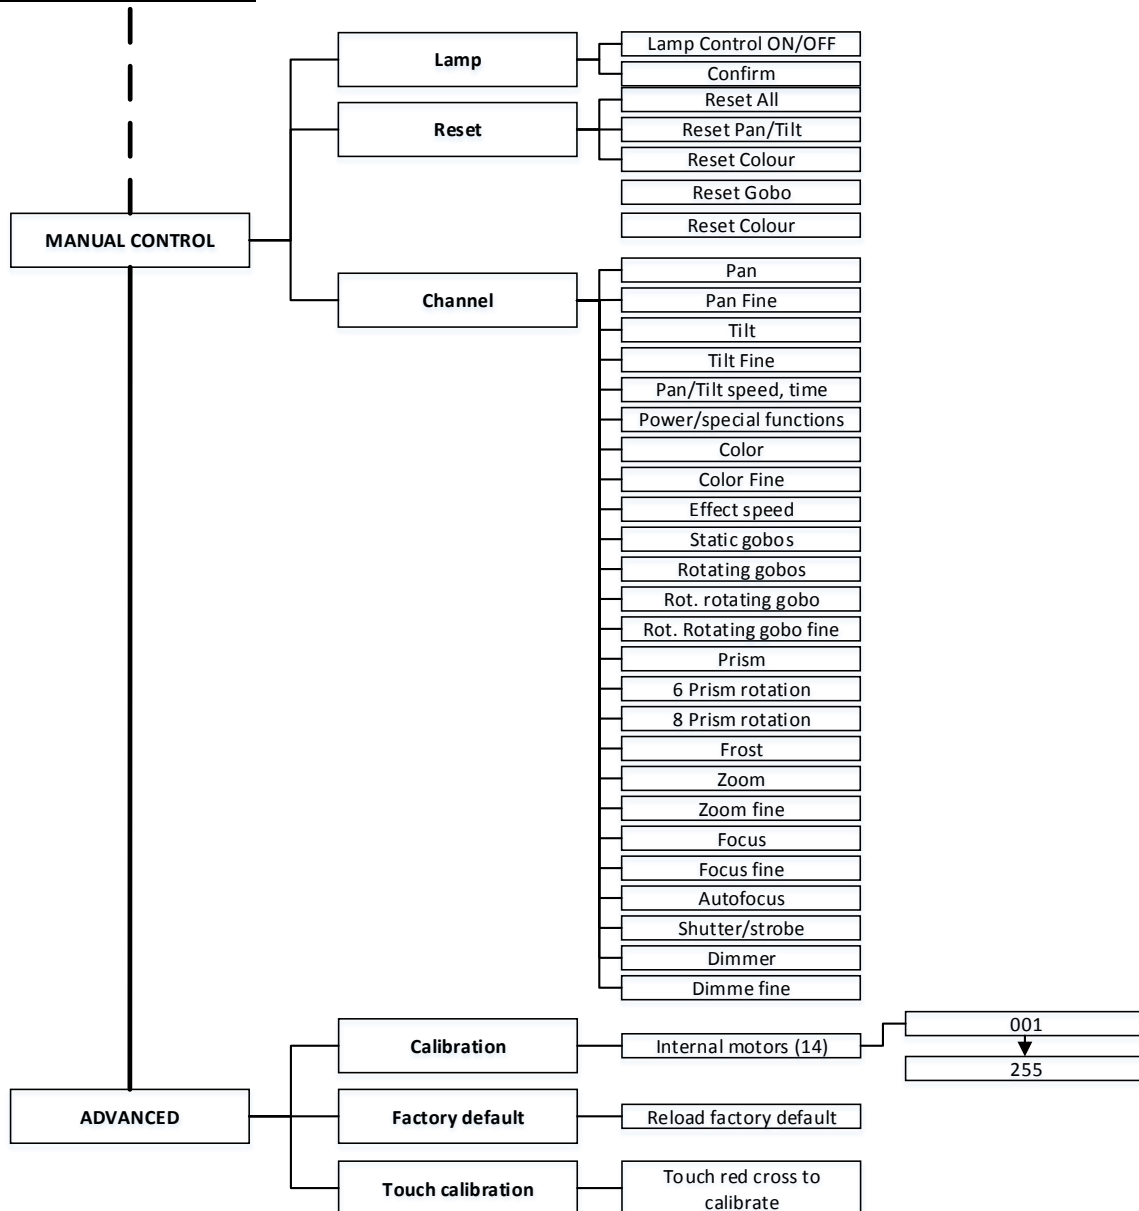 Lamp
Lamp Control ON/OFF
Confirm
Reset
Reset All
Reset Pan/Tilt
Reset Colour
Reset Gobo
Reset Colour
MANUAL CONTROL
Channel
Pan
Pan Fine
Tilt
Tilt Fine
Pan/Tilt speed, time
Power/special functions
Color
Color Fine
Effect speed
Static gobos
Rotating gobos
Rot. rotating gobo
Rot. Rotating gobo fine
Prism
6 Prism rotation
8 Prism rotation
Frost
Zoom
Zoom fine
Focus
Focus fine
Autofocus
Shutter/strobe
Dimmer
Dimme fine
ADVANCED
Calibration
Internal motors (14)
001
255
Factory default
Reload factory default
Touch calibration
Touch red cross to
calibrate